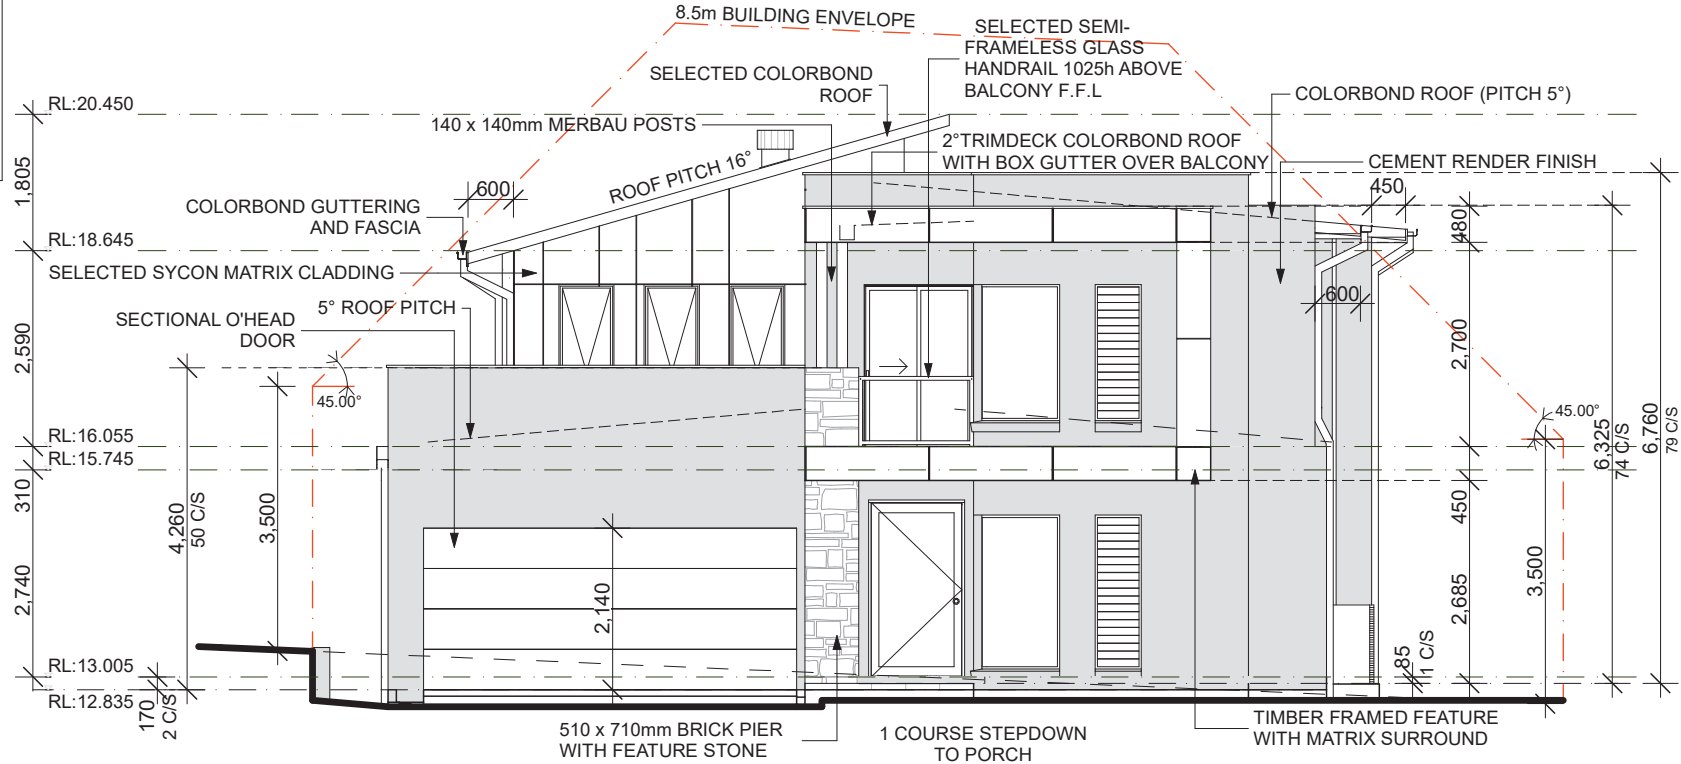 8.5m BUILDING ENVELOPE
SELECTED SEMI-
FRAMELESS GLASS
HANDRAIL 1025h ABOVE
BALCONY F.F.L
SELECTED COLORBOND
ROOF
COLORBOND ROOF (PITCH 5°)
RL:20.450
140 x 140mm MERBAU POSTS
2°TRIMDECK COLORBOND ROOF
WITH BOX GUTTER OVER BALCONY
CEMENT RENDER FINISH
ROOF PITCH 16°
1,805
600
450
COLORBOND GUTTERING
AND FASCIA
480
RL:18.645
SELECTED SYCON MATRIX CLADDING
5° ROOF PITCH
600
SECTIONAL O'HEAD
DOOR
2,590
2,700
45.00°
45.00°
RL:16.055
RL:15.745
6,325
74 C/S
6,760
79 C/S
310
4,260
50 C/S
3,500
450
2,740
2,140
2,685
3,500
RL:13.005
85
1 C/S
RL:12.835
170
2 C/S
510 x 710mm BRICK PIER
WITH FEATURE STONE
1 COURSE STEPDOWN
TO PORCH
TIMBER FRAMED FEATURE
WITH MATRIX SURROUND